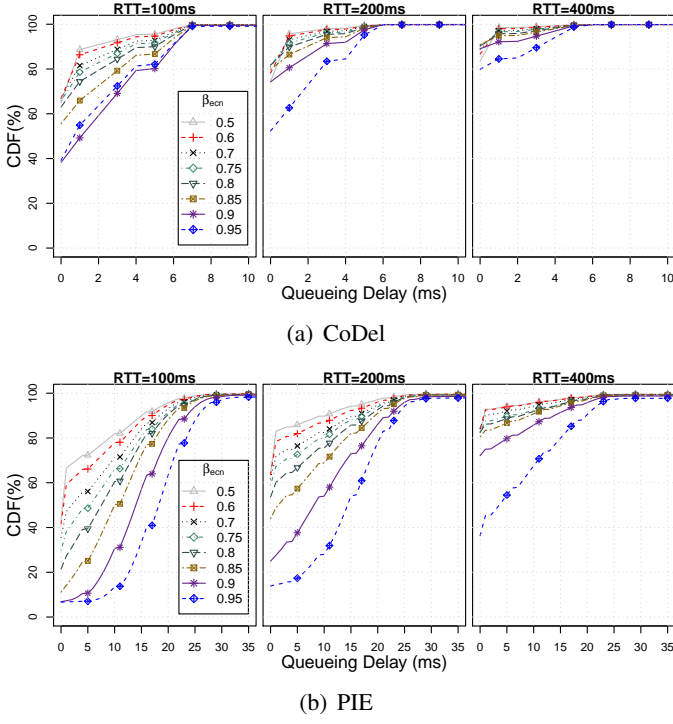 RTT=100ms RTT=200ms RTT=400ms
CDF(%)
0 20 40 60 80 100
βecn
0.5
0.6
0.7
0.75
0.8
0.85
0.9
0.95
0 2 4 6 8 10 0 2 4 6 8 10 0 2 4 6 8 10
Queueing Delay (ms)
(a) CoDel
RTT=100ms RTT=200ms RTT=400ms
CDF(%)
0 20 40 60 80 100
βecn
0.5
0.6
0.7
0.75
0.8
0.85
0.9
0.95
0 5 10 15 20 25 30 35 0 5 10 15 20 25 30 35 0 5 10 15 20 25 30 35
Queueing Delay (ms)
(b) PIE